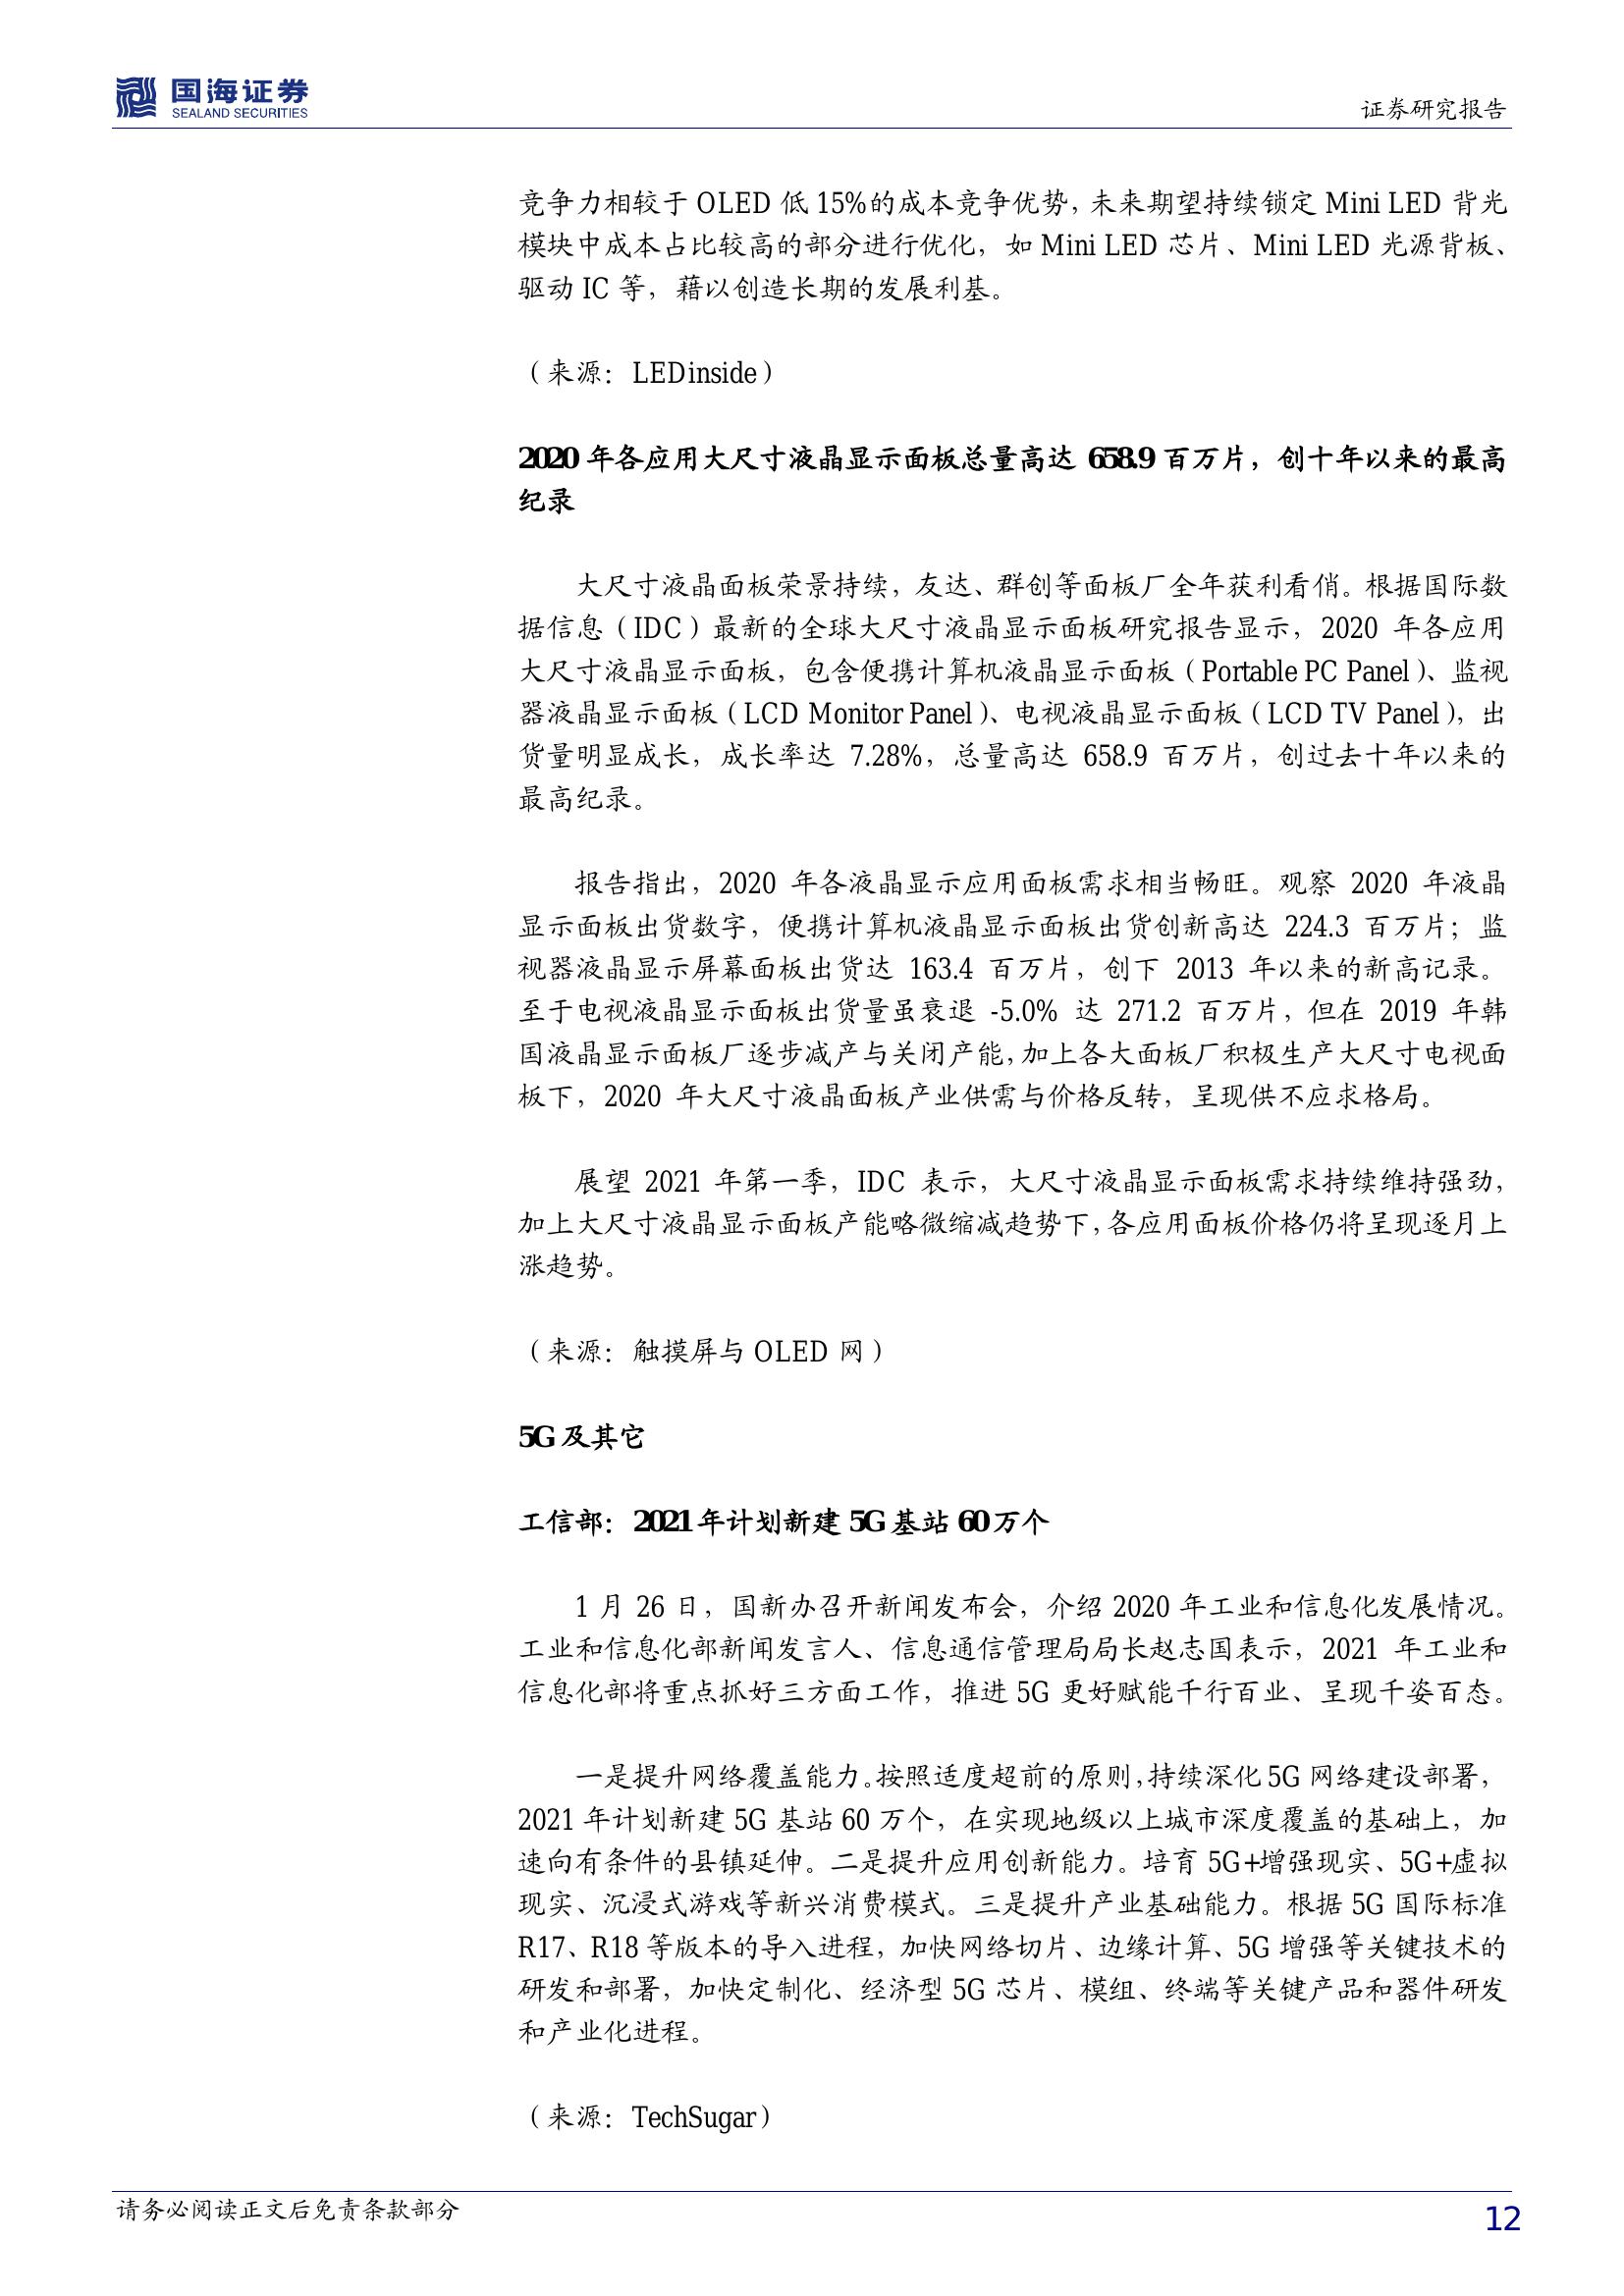 国海证券
SEALAND SECURITIES
证券研究报告
竞争力相较于 OLED 低 15%的成本竞争优势，未来期望持续锁定 Mini LED 背光
模块中成本占比较高的部分进行优化，如 Mini LED 芯片、Mini LED 光源背板、
驱动 IC 等，藉以创造长期的发展利基。
（来源：LEDinside）
2020 年各应用大尺寸液晶显示面板总量高达 658.9 百万片，创十年以来的最高
纪录
大尺寸液晶面板荣景持续，友达、群创等面板厂全年获利看俏。根据国际数
据信息（IDC）最新的全球大尺寸液晶显示面板研究报告显示，2020 年各应用
大尺寸液晶显示面板，包含便携计算机液晶显示面板（Portable PC Panel）、监视
器液晶显示面板（LCD Monitor Panel）、电视液晶显示面板（LCD TV Panel），出
货量明显成长，成长率达 7.28%，总量高达 658.9 百万片，创过去十年以来的
最高纪录。
报告指出，2020 年各液晶显示应用面板需求相当畅旺。观察 2020 年液晶
显示面板出货数字，便携计算机液晶显示面板出货创新高达 224.3 百万片；监
视器液晶显示屏幕面板出货达 163.4 百万片，创下 2013 年以来的新高记录。
至于电视液晶显示面板出货量虽衰退 -5.0% 达 271.2 百万片，但在 2019 年韩
国液晶显示面板厂逐步减产与关闭产能，加上各大面板厂积极生产大尺寸电视面
板下，2020 年大尺寸液晶面板产业供需与价格反转，呈现供不应求格局。
展望 2021 年第一季，IDC 表示，大尺寸液晶显示面板需求持续维持强劲，
加上大尺寸液晶显示面板产能略微缩减趋势下，各应用面板价格仍将呈现逐月上
涨趋势。
（来源：触摸屏与 OLED 网）
5G 及其它
工信部：2021 年计划新建 5G 基站 60 万个
1 月 26 日，国新办召开新闻发布会，介绍 2020 年工业和信息化发展情况。
工业和信息化部新闻发言人、信息通信管理局局长赵志国表示，2021 年工业和
信息化部将重点抓好三方面工作，推进 5G 更好赋能千行百业、呈现千姿百态。
一是提升网络覆盖能力。按照适度超前的原则，持续深化 5G 网络建设部署，
2021 年计划新建 5G 基站 60 万个，在实现地级以上城市深度覆盖的基础上，加
速向有条件的县镇延伸。二是提升应用创新能力。培育 5G+增强现实、5G+虚拟
现实、沉浸式游戏等新兴消费模式。三是提升产业基础能力。根据 5G 国际标准
R17、R18 等版本的导入进程，加快网络切片、边缘计算、5G 增强等关键技术的
研发和部署，加快定制化、经济型 5G 芯片、模组、终端等关键产品和器件研发
和产业化进程。
（来源：TechSugar）
请务必阅读正文后免责条款部分
12